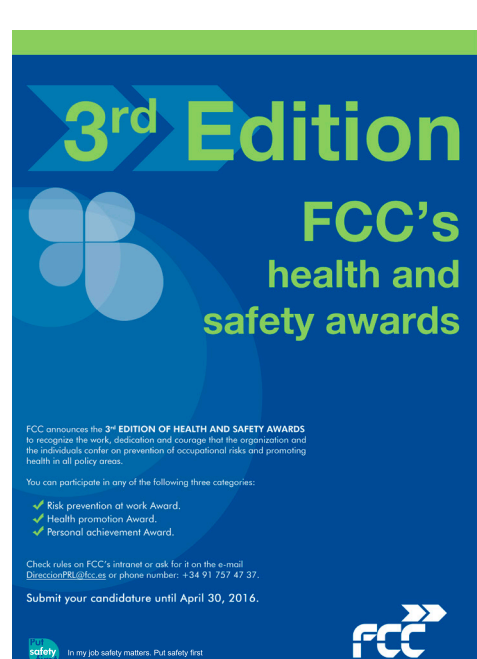 3rd Edition
FCC's
health and
safety awards
FCC announces the 3rd EDITION OF HEALTH AND SAFETY AWARDS
to recognize the work, dedication and courage that the organization and
the individuals confer on prevention of occupational risks and promoting
health in all policy areas.
You can participate in any of the following three categories:
Risk prevention at work Award.
Health promotion Award.
Personal achievement Award.
Check rules on FCC's intranet or ask for it on the e-mail
DireccionPRL@fcc.es or phone number: +34 91 757 47 37.
Submit your candidature until April 30, 2016.
Put
safety
In my job safety matters. Put safety first
FCC